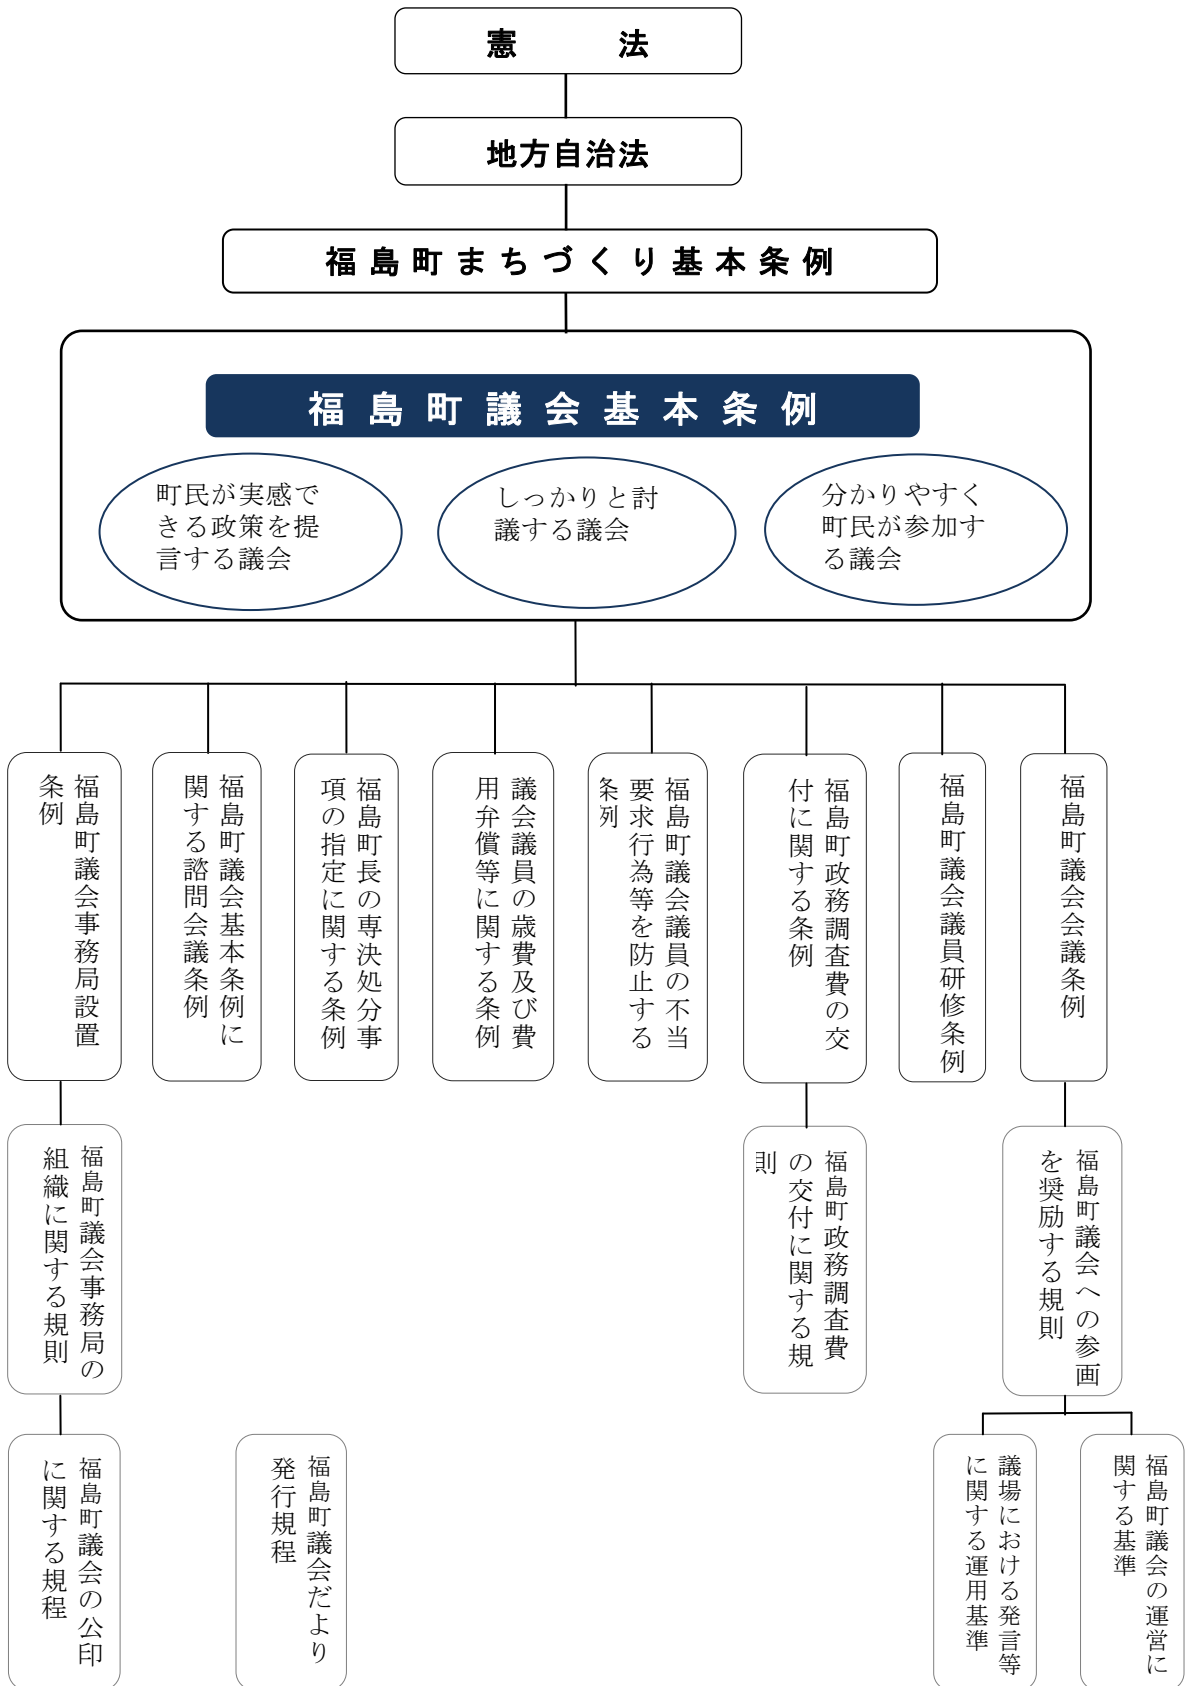 憲　　　法
地方自治法
福島町まちづくり基本条例
福島町議会基本条例
町民が実感で
きる政策を提
言する議会
しっかりと討
議する議会
分かりやすく
町民が参加す
る議会
福島町議会会議条例
福島町議会議員研修条例
福島町政務調査費の交
付に関する条例
福島町議会議員の不当
要求行為等を防止する
条例
議会議員の歳費及び費
用弁償等に関する条例
福島町長の専決処分事
項の指定に関する条例
福島町議会基本条例に
関する諮問会議条例
福島町議会事務局設置
条例
福島町議会への参画
を奨励する規則
福島町政務調査費
の交付に関する規
則
福島町議会事務局の
組織に関する規則
福島町議会の運営に
関する基準
議場における発言等
に関する運用基準
福島町議会だより
発行規程
福島町議会の公印
に関する規程